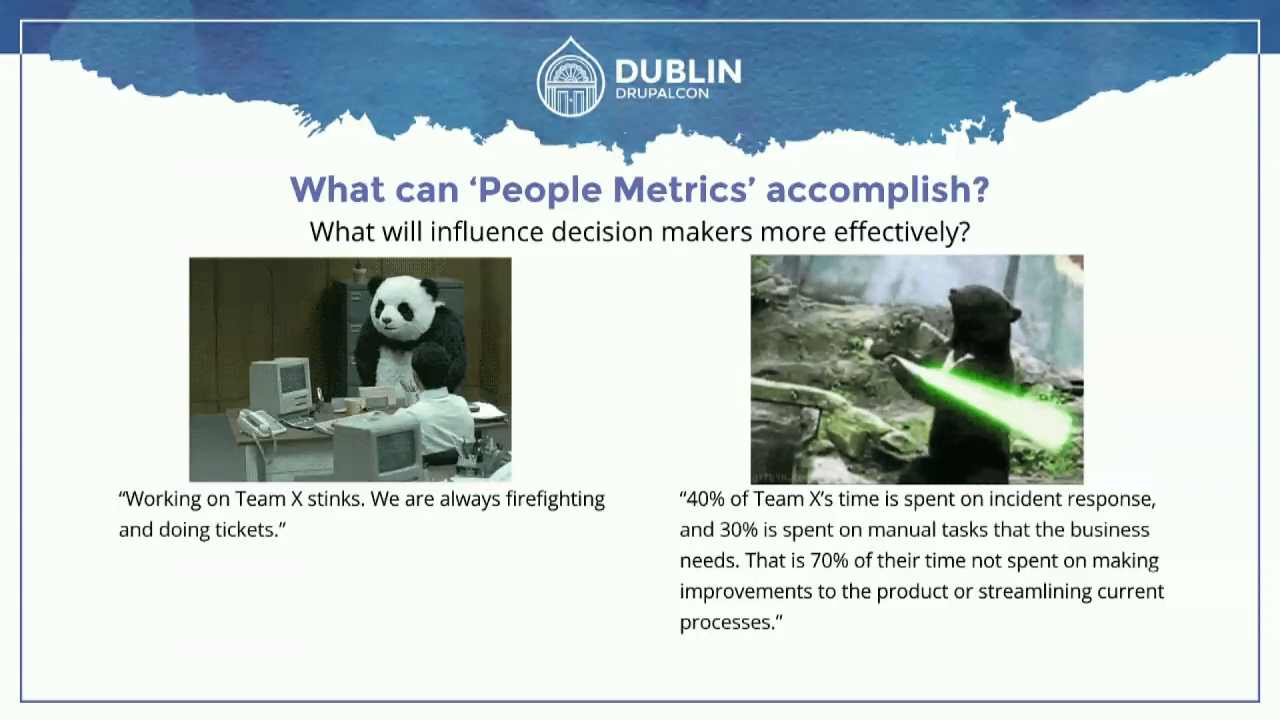 DUBLIN
DRUPALCON
What can ‘People Metrics’ accomplish?
What will influence decision makers more effectively?
“Working on Team X stinks. We are always firefighting
and doing tickets.”
“40% of Team X’s time is spent on incident response,
and 30% is spent on manual tasks that the business
needs. That is 70% of their time not spent on making
improvements to the product or streamlining current
processes.”